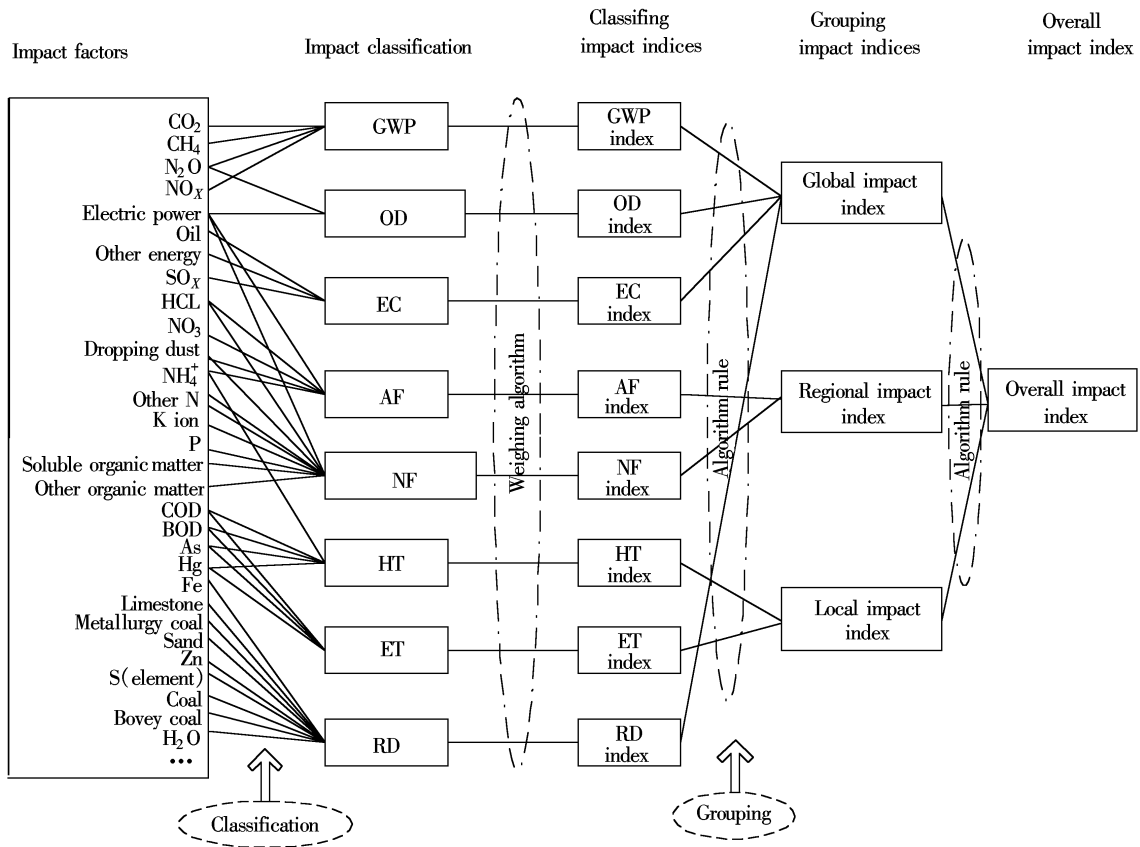 Impact factors
Impact classification
Classifing
impact indices
Grouping
impact indices
Overall
impact index
CO2
CH4
N2O
NOX
Electric power
Oil
Other energy
SOX
HCL
NO3
Dropping dust
NH4+
Other N
K ion
P
Soluble organic matter
Other organic matter
COD
BOD
As
Hg
Fe
Limestone
Metallurgy coal
Sand
Zn
S(element)
Coal
Bovey coal
H2O
•••
GWP
OD
EC
AF
NF
HT
ET
RD
Weighing algorithm
GWP
index
OD
index
EC
index
AF
index
NF
index
HT
index
ET
index
RD
index
Algorithm rule
Global impact
index
Regional impact
index
Local impact
index
Algorithm rule
Overall impact
index
Classification
Grouping